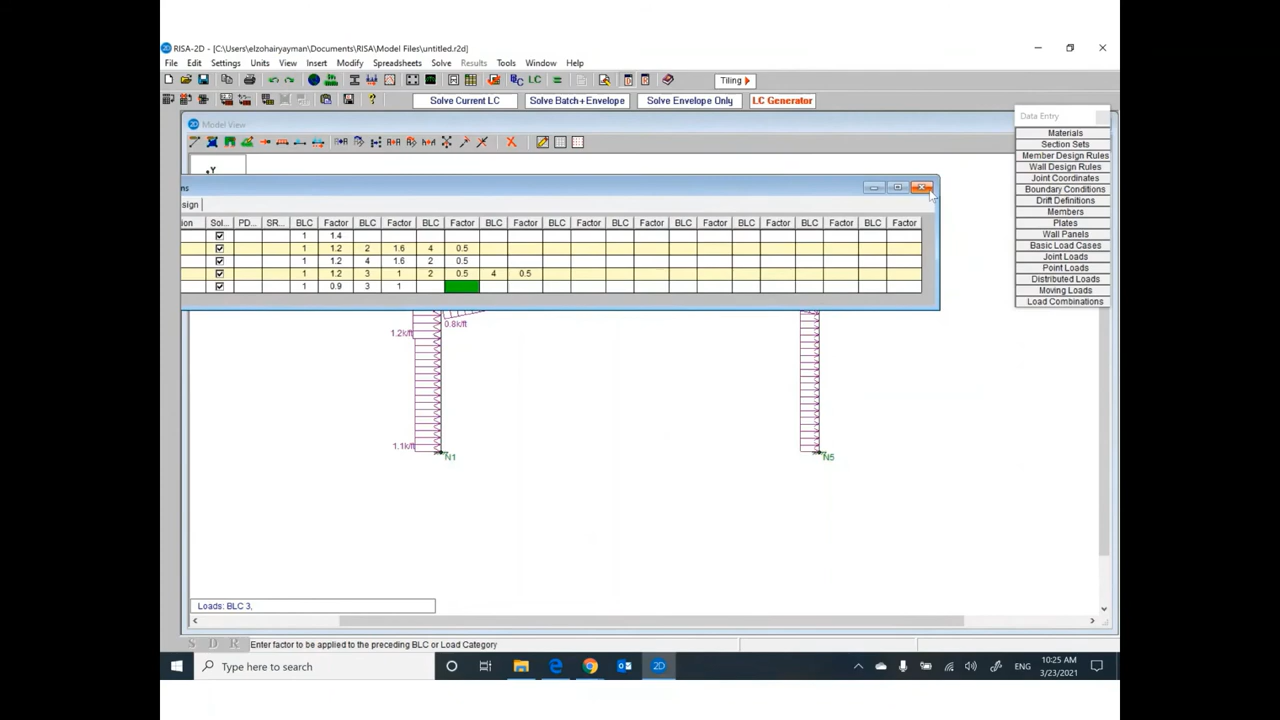 RISA-2D - [C:\Users\elzohairyayman\Documents\RISA\Model Files\untitled.r2d]
File Edit Settings Units View Insert Modify Spreadsheets Solve Results Tools Window Help
Tiling
Solve Current LC Solve Batch+Envelope Solve Envelope Only LC Generator
Model View
Data Entry
Materials
Section Sets
Member Design Rules
Wall Design Rules
Joint Coordinates
Boundary Conditions
Drift Definitions
Members
Plates
Wall Panels
Basic Load Cases
Joint Loads
Point Loads
Distributed Loads
Moving Loads
Load Combinations
.Y
ns
sign
ion Sol... PD... SR... BLC Factor BLC Factor BLC Factor BLC Factor BLC Factor BLC Factor BLC Factor BLC Factor BLC Factor BLC Factor
1 1.4
1 1.2 2 1.6 4 0.5
1 1.2 4 1.6 2 0.5
1 1.2 3 1 2 0.5 4 0.5
1 0.9 3 1
0.8k/ft
1.2k/ft
1.1k/ft
N1
N5
Loads: BLC 3,
S D R Enter factor to be applied to the preceding BLC or Load Category
Type here to search
2D
ENG
10:25 AM
3/23/2021